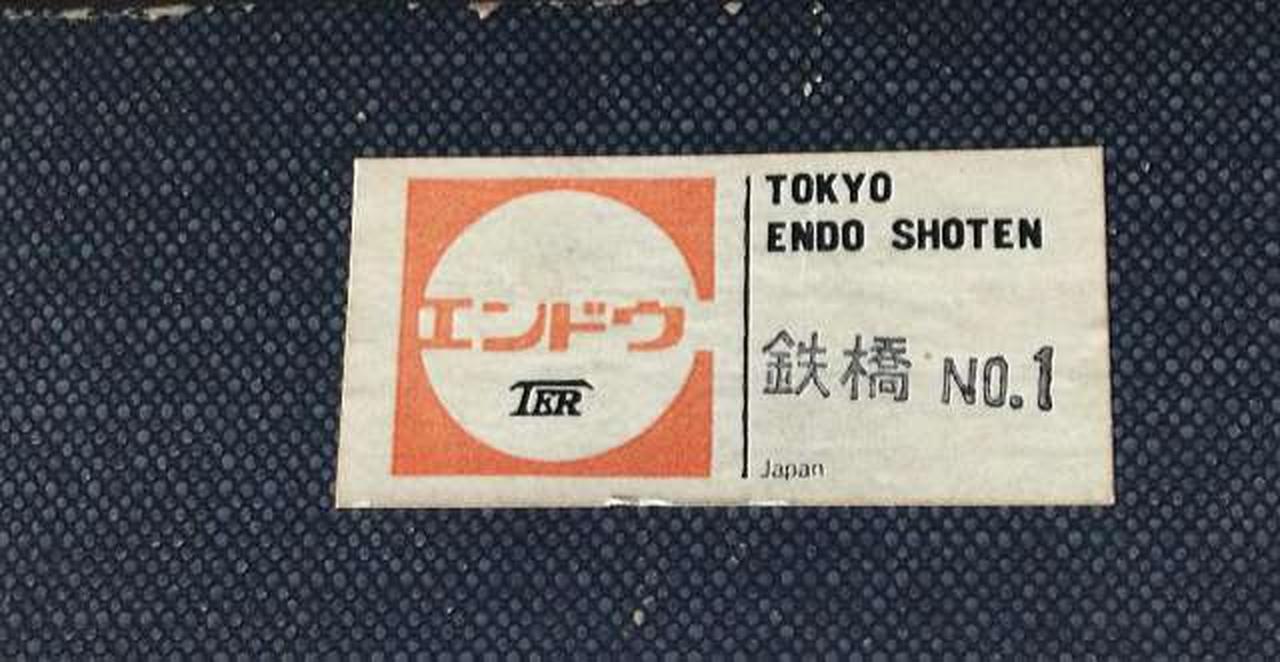 エンドウ
TER
TOKYO
ENDO SHOTEN
鉄橋 NO.1
Japan